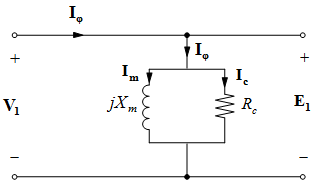 Iφ
Iφ
+
+
Im
Ic
V1
jXm
Rc
E1
−
−